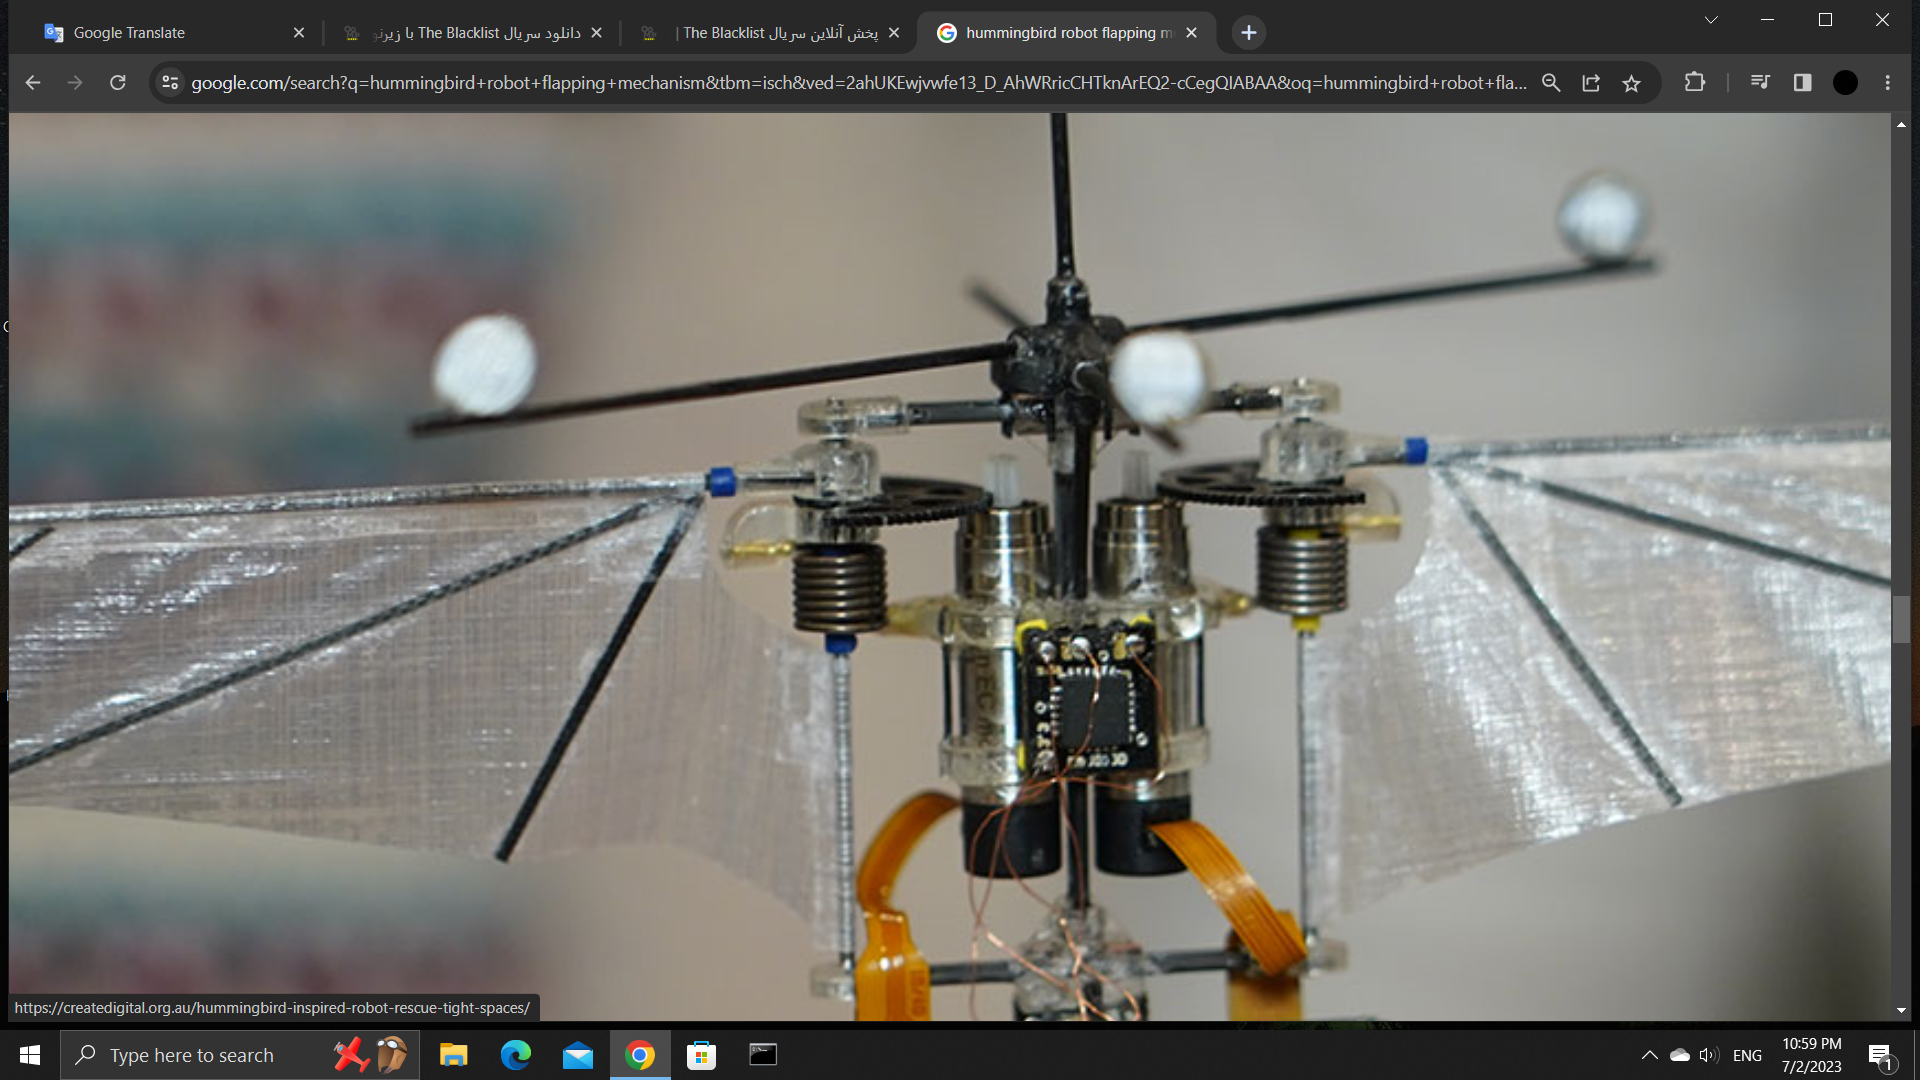 Google Translate
دانلود سریال The Blacklist با زیرنو
پخش آنلاین سریال The Blacklist |
hummingbird robot flapping m
google.com/search?q=hummingbird+robot+flapping+mechanism&tbm=isch&ved=2ahUKEwjvwfe13_D_AhWRricCHTknArEQ2-cCegQIABAA&oq=hummingbird+robot+fla...
https://createdigital.org.au/hummingbird-inspired-robot-rescue-tight-spaces/
Type here to search
ENG
10:59 PM
7/2/2023
1